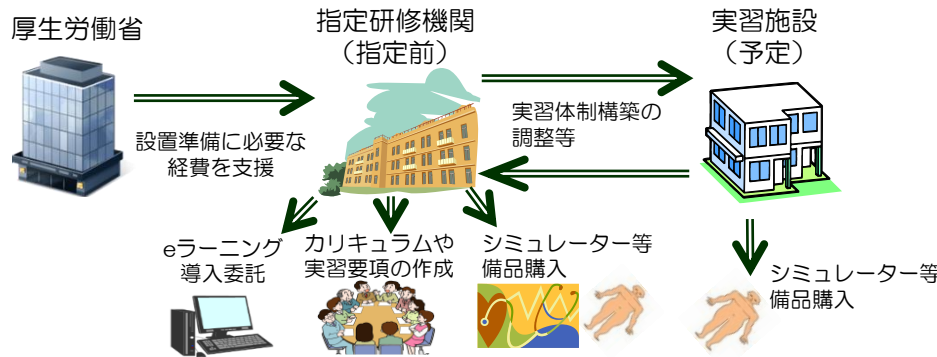 厚生労働省
指定研修機関
（指定前）
実習施設
（予定）
設置準備に必要な
経費を支援
実習体制構築の
調整等
eラーニング
導入委託
カリキュラムや
実習要項の作成
シミュレーター等
備品購入
シミュレーター等
備品購入